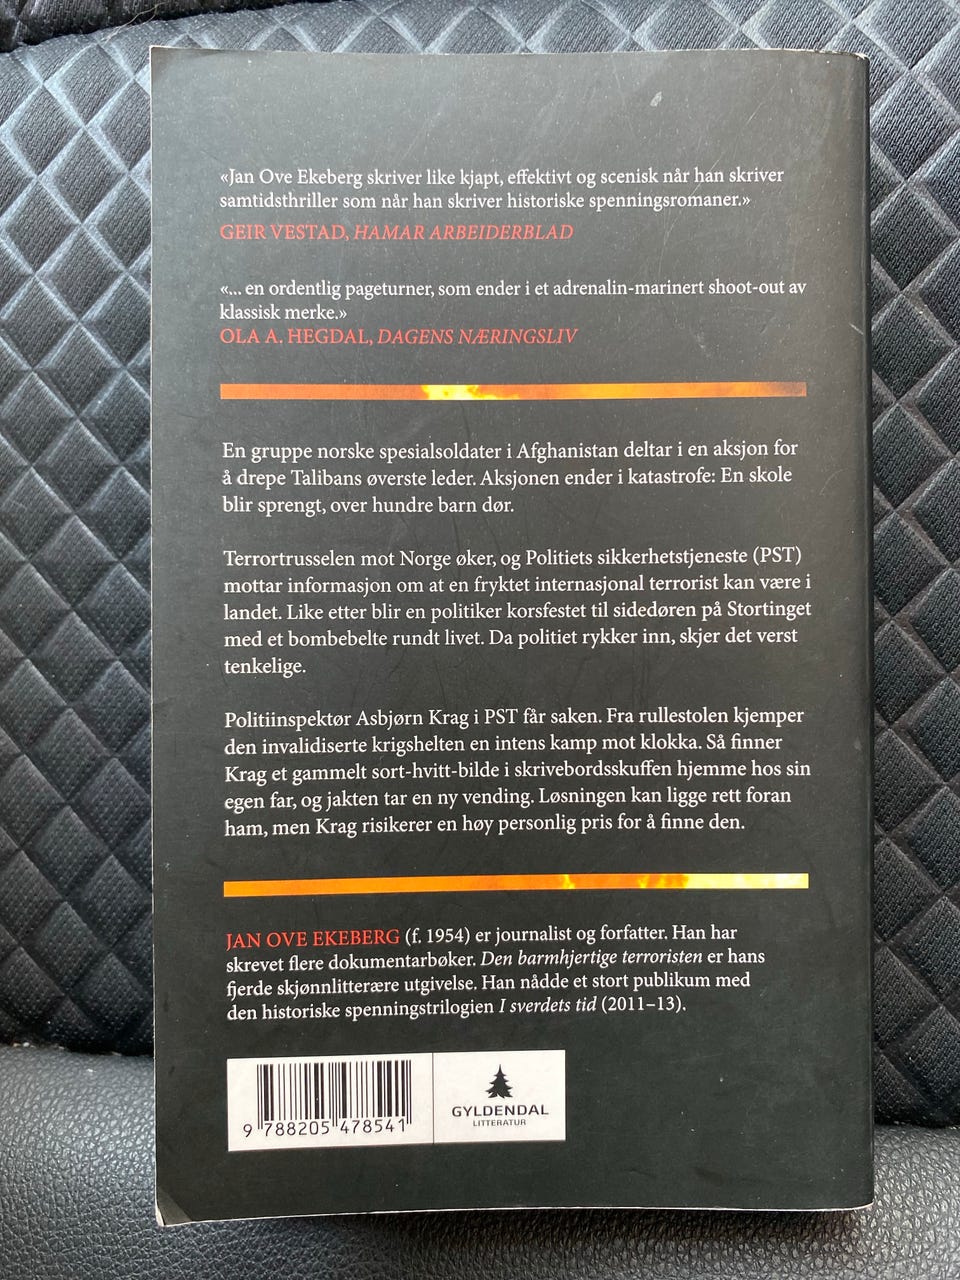 «Jan Ove Ekeberg skriver like kjapt, effektivt og scenisk når han skriver
samtidsthriller som når han skriver historiske spenningsromaner.»
GEIR VESTAD, HAMAR ARBEIDERBLAD
«... en ordentlig pageturner, som ender i et adrenalin-marinert shoot-out av
klassisk merke.»
OLA A. HEGDAL, DAGENS NÆRINGSLIV
En gruppe norske spesialsoldater i Afghanistan deltar i en aksjon for
å drepe Talibans øverste leder. Aksjonen ender i katastrofe: En skole
blir sprengt, over hundre barn dør.
Terrortrusselen mot Norge øker, og Politiets sikkerhetstjeneste (PST)
mottar informasjon om at en fryktet internasjonal terrorist kan være i
landet. Like etter blir en politiker korsfestet til sidedøren på Stortinget
med et bombebelte rundt livet. Da politiet rykker inn, skjer det verst
tenkelige.
Politiinspektør Asbjørn Krag i PST får saken. Fra rullestolen kjemper
den invalidiserte krigshelten en intens kamp mot klokka. Så finner
Krag et gammelt sort-hvitt-bilde i skrivebordsskuffen hjemme hos sin
egen far, og jakten tar en ny vending. Løsningen kan ligge rett foran
ham, men Krag risikerer en høy personlig pris for å finne den.
JAN OVE EKEBERG (f. 1954) er journalist og forfatter. Han har
skrevet flere dokumentarbøker. Den barmhjertige terroristen er hans
fjerde skjønnlitterære utgivelse. Han nådde et stort publikum med
den historiske spenningstrilogien I sverdets tid (2011–13).
9 788205 478541
GYLDENDAL
LITTERATUR